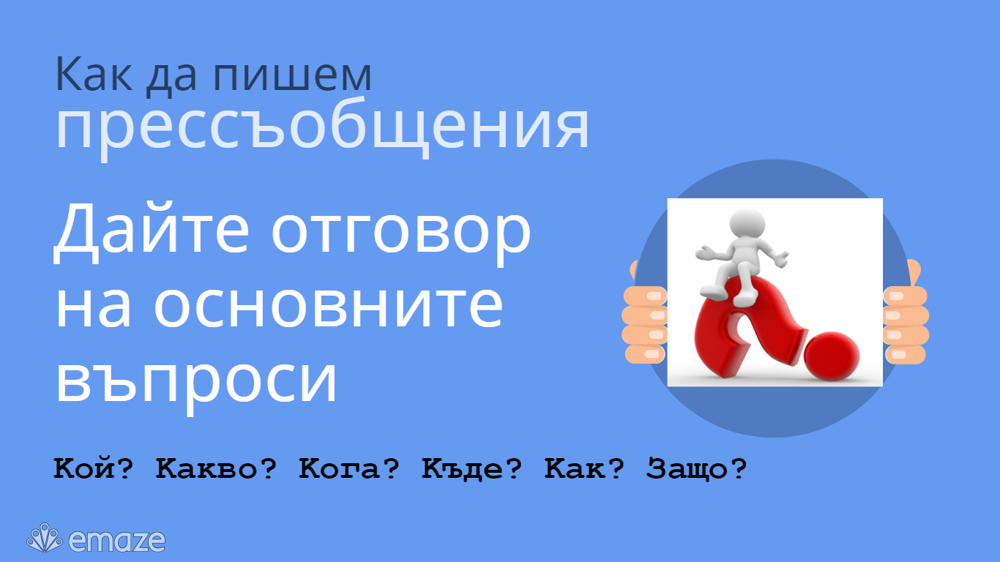 Как да пишем
прессъобщения
Дайте отговор
на основните
въпроси
Кой? Какво? Кога? Къде? Как? Защо?
emaze